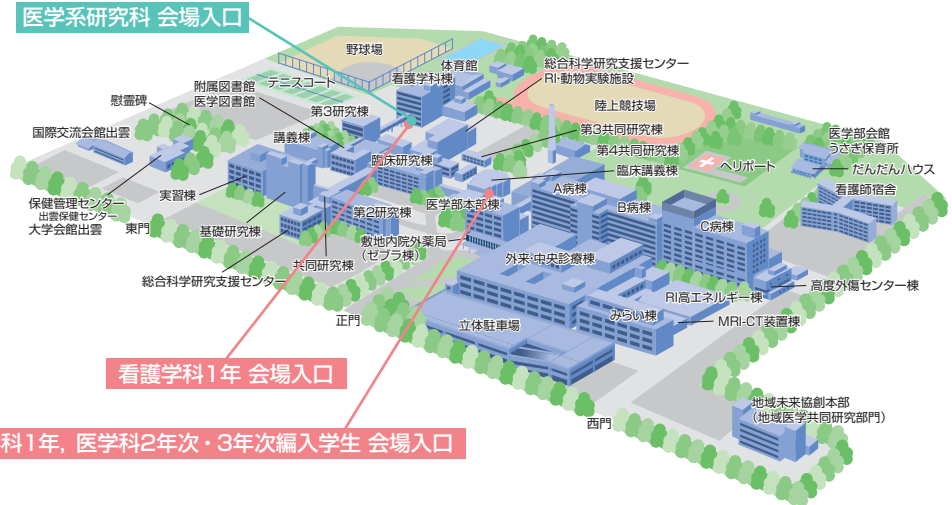 医学系研究科 会場入口
野球場
体育館
看護学科棟
総合科学研究支援センター
RI・動物実験施設
テニスコート
附属図書館
医学図書館
第3研究棟
陸上競技場
慰霊碑
国際交流会館出雲
講義棟
臨床研究棟
第3共同研究棟
第4共同研究棟
臨床講義棟
医学部会館
うさぎ保育所
ヘリポート
だんだんハウス
看護師宿舎
実習棟
保健管理センター
出雲保健センター
大学会館出雲
東門
基礎研究棟
第2研究棟
医学部本部棟
A病棟
B病棟
C病棟
敷地内院外薬局
(ゼブラ棟)
共同研究棟
総合科学研究支援センター
外来・中央診療棟
高度外傷センター棟
RI高エネルギー棟
みらい棟
MRI-CT装置棟
正門
立体駐車場
看護学科1年 会場入口
西門
地域未来協創本部
(地域医学共同研究部門)
科1年, 医学科2年次・3年次編入学生 会場入口